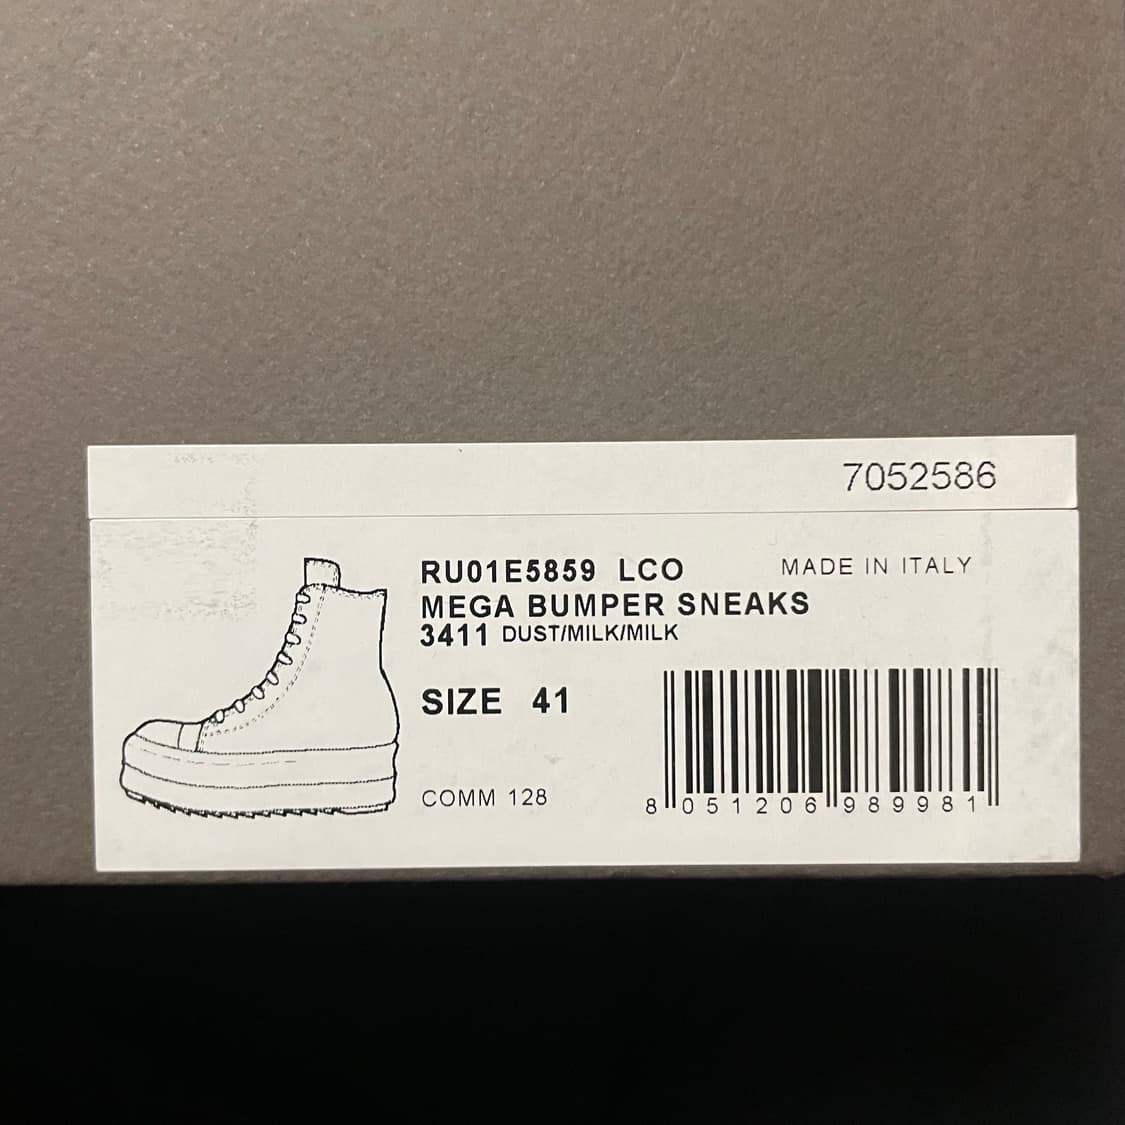 7052586
RU01E5859 LCO MADE IN ITALY
MEGA BUMPER SNEAKS
3411 DUST/MILK/MILK
SIZE 41
COMM 128
8 051206 989981